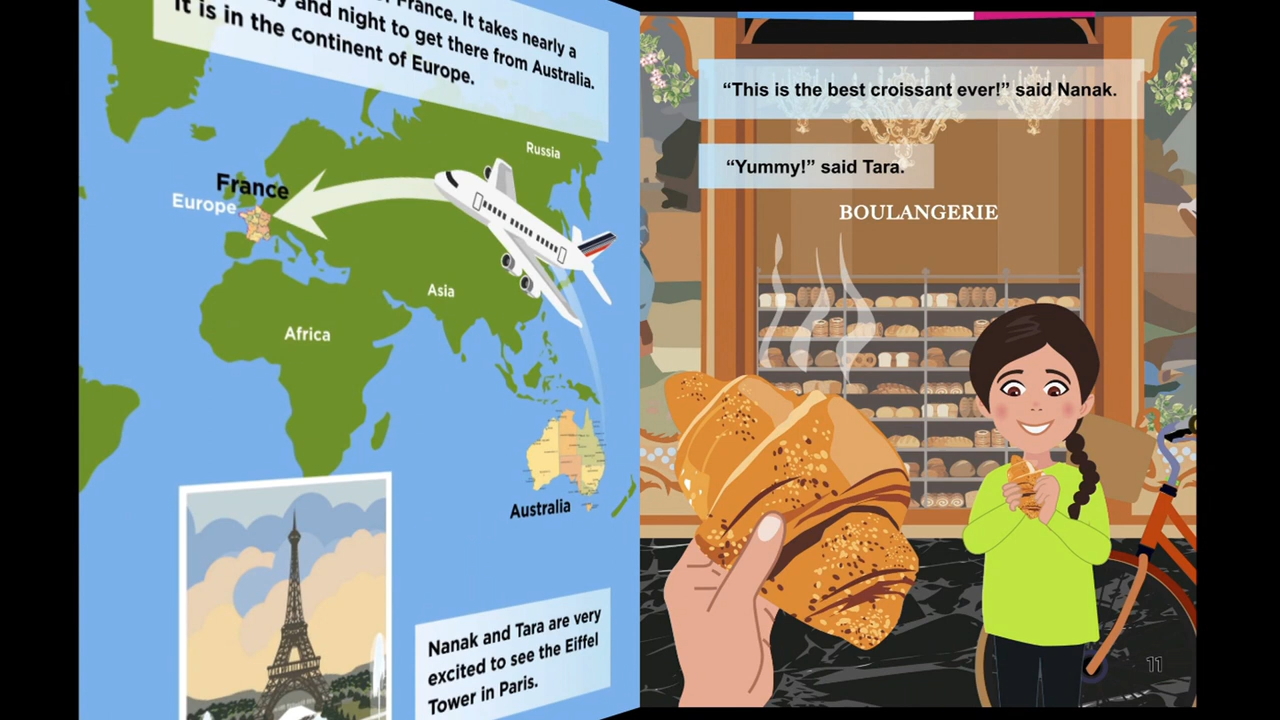 France. It takes nearly a
and night to get there from Australia.
It is in the continent of Europe.
Russia
France
Europe
Asia
Africa
Australia
Nanak and Tara are very
excited to see the Eiffel
Tower in Paris.
“This is the best croissant ever!” said Nanak.
“Yummy!” said Tara.
BOULANGERIE
11